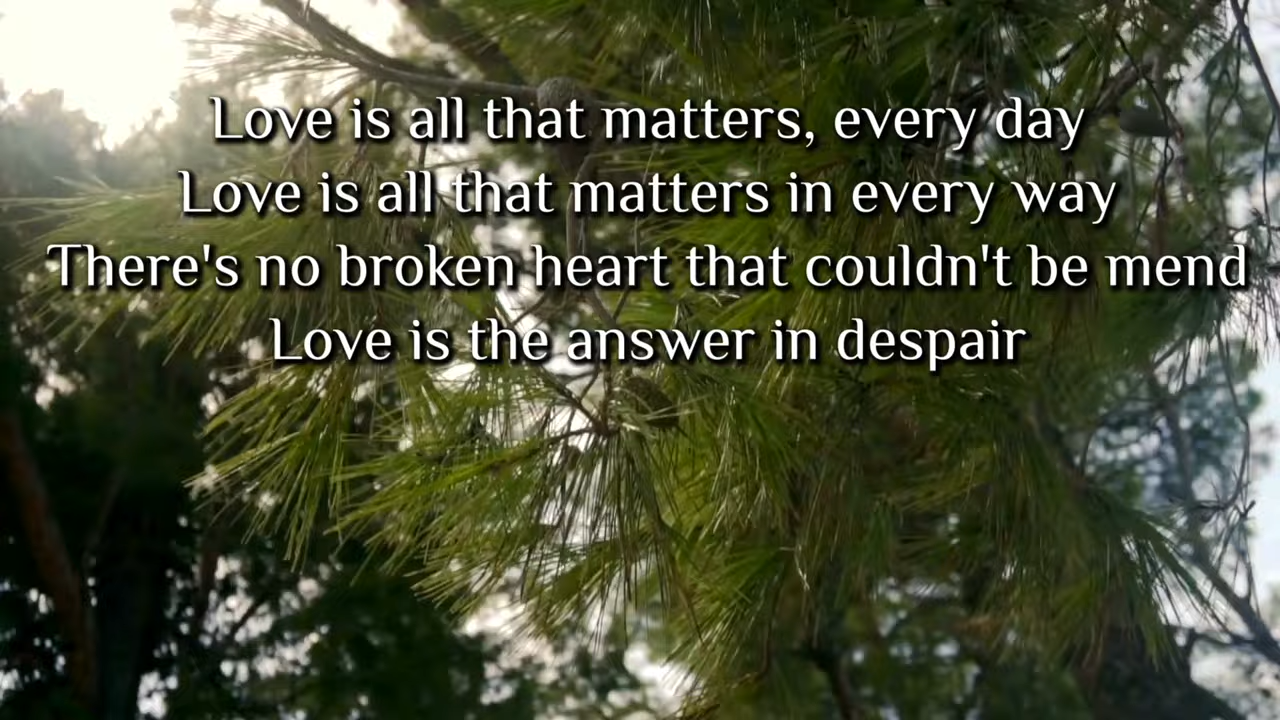 Love is all that matters, every day
Love is all that matters in every way
There's no broken heart that couldn't be mend
Love is the answer in despair